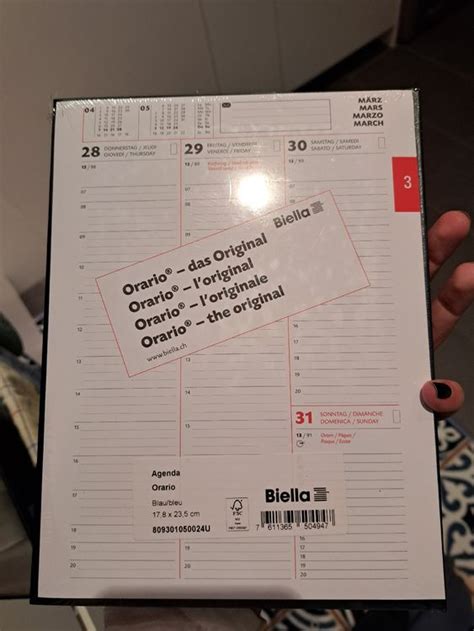 04
MÄRZ
MARS
MARZO
MARCH
28 DONNERSTAG / JEUDI
GIOVEDÌ / THURSDAY
29 FREITAG / VENDREDI
VENERDÌ / FRIDAY
30 SAMSTAG / SAMEDI
SABATO / SATURDAY
3
Biella
Orario® – das Original
Orario® – l'original
Orario® – l'originale
Orario® – the original
www.biella.ch
31 SONNTAG / DIMANCHE
DOMENICA / SUNDAY
Agenda
Orario
Blau/bleu
17,8 x 23,5 cm
809301050024U
FSC
Biella
7 611365 504947